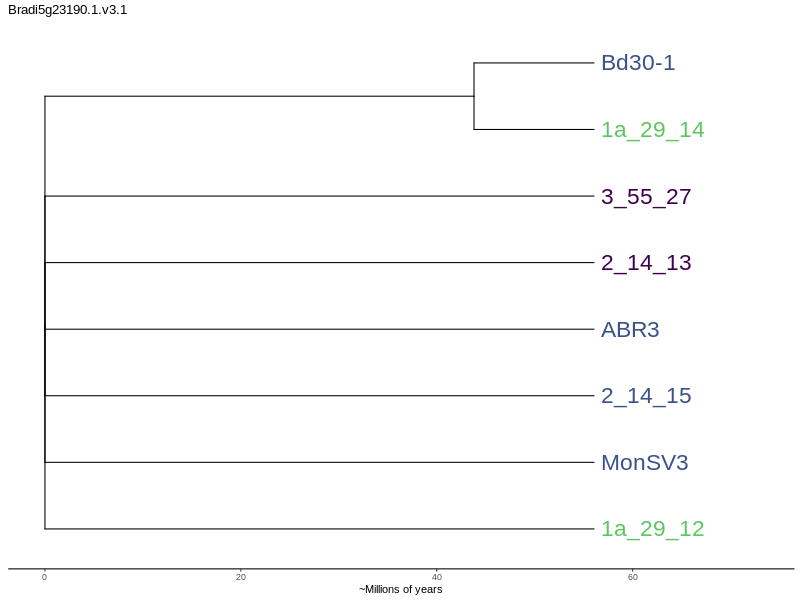 Bradi5g23190.1.v3.1
Bd30-1
1a_29_14
3_55_27
2_14_13
ABR3
2_14_15
MonSV3
1a_29_12
0 20 40 60
~Millions of years